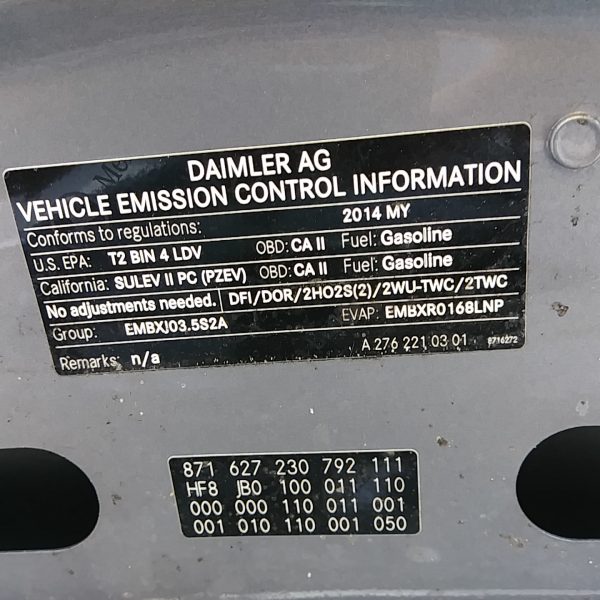 DAIMLER AG
VEHICLE EMISSION CONTROL INFORMATION
Conforms to regulations: 2014 MY
U.S. EPA: T2 BIN 4 LDV OBD: CA II Fuel: Gasoline
California: SULEV II PC (PZEV) OBD: CA II Fuel: Gasoline
No adjustments needed. DFI/DOR/2HO2S(2)/2WU-TWC/2TWC
Group: EMBXJ03.5S2A EVAP: EMBXR0168LNP
Remarks: n/a A 276 221 03 01 8716272
871 627 230 792 111
HF8 JB0 100 011 110
000 000 110 011 001
001 010 110 001 050